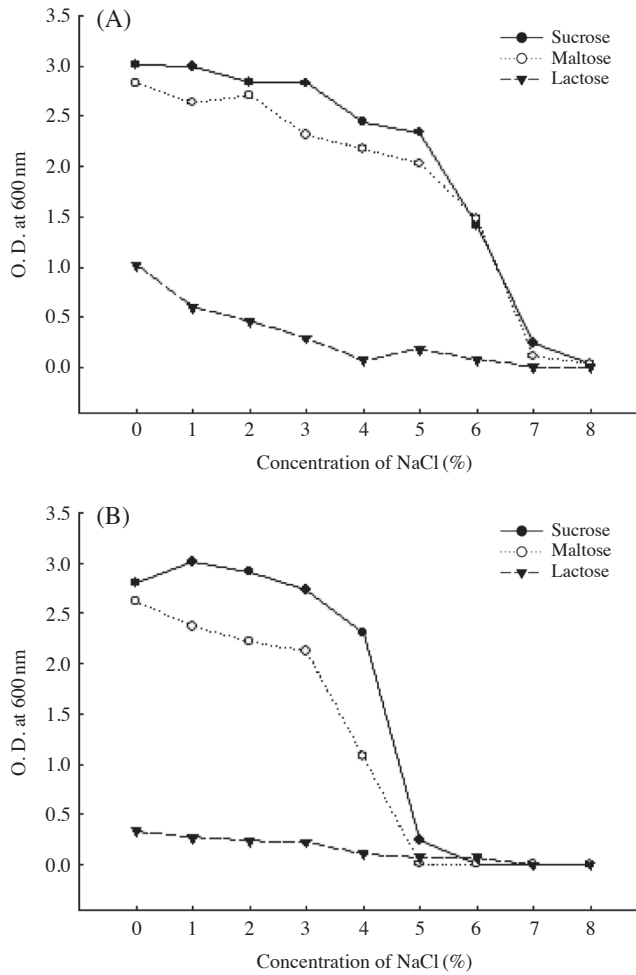 (A)
3.5
3.0
2.5
2.0
1.5
1.0
0.5
0.0
O. D. at 600 nm
Sucrose
Maltose
Lactose
0 1 2 3 4 5 6 7 8
Concentration of NaCl (%)
(B)
3.5
3.0
2.5
2.0
1.5
1.0
0.5
0.0
O. D. at 600 nm
Sucrose
Maltose
Lactose
0 1 2 3 4 5 6 7 8
Concentration of NaCl (%)